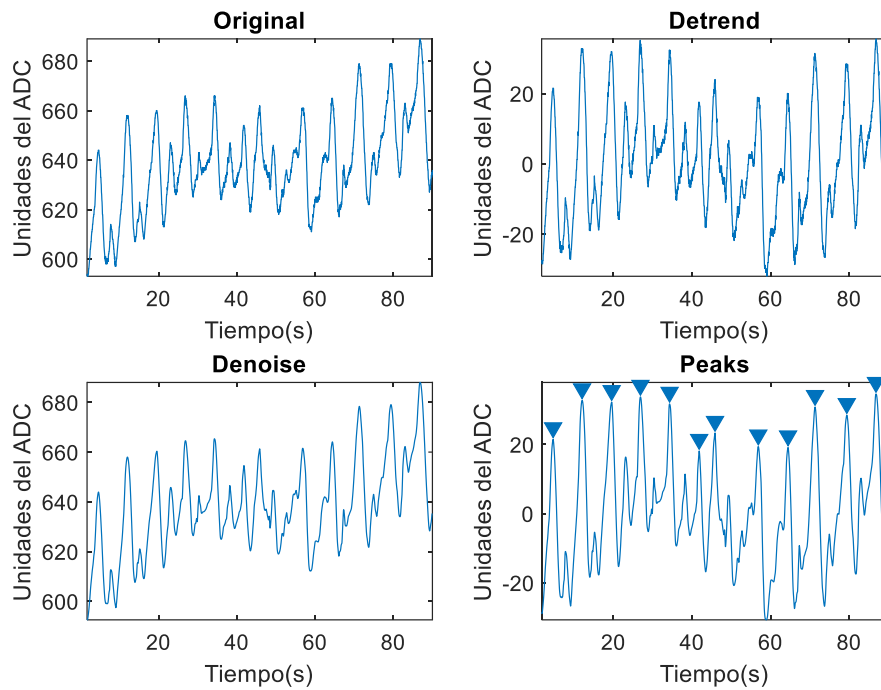 Original
Unidades del ADC
680
660
640
620
600
20 40 60 80
Tiempo(s)
Detrend
Unidades del ADC
20
0
-20
20 40 60 80
Tiempo(s)
Denoise
Unidades del ADC
680
660
640
620
600
20 40 60 80
Tiempo(s)
Peaks
Unidades del ADC
20
0
-20
20 40 60 80
Tiempo(s)